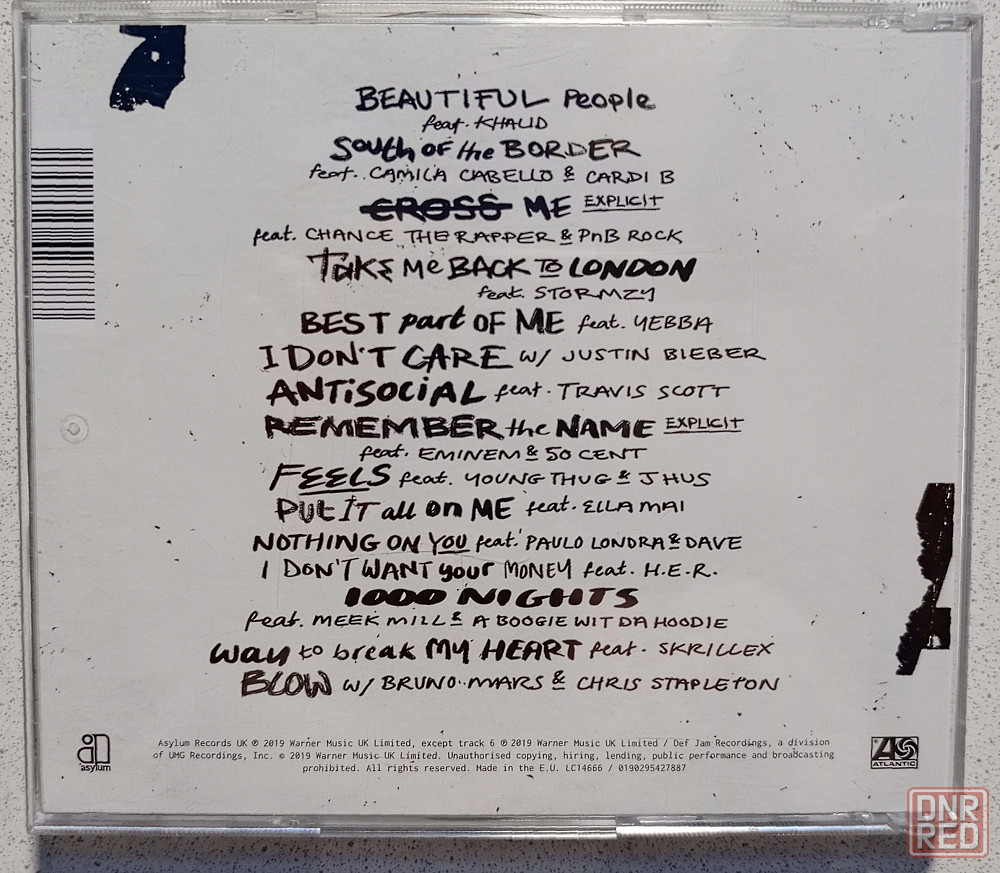 BEAUTIFUL People
feat. KHALID
South OF the BORDER
feat. CAMILA CABELLO & CARDI B
CROSS ME EXPLICIT
feat. CHANCE THE RAPPER & PnB ROCK
TAKE Me BACK TO LONDON
feat. STORMZY
BEST part OF ME feat. YEBBA
I DON'T CARE W/ JUSTIN BIEBER
ANTiSOCiAL feat. TRAVIS SCOTT
REMEMBER the NAME EXPLICIT
feat. EMINEM & 50 CENT
FEELS feat. YOUNG THUG & J HUS
PUt IT all on ME feat. ELLA MAI
NOTHING ON YOU feat. PAULO LONDRA & DAVE
I DON'T WANT your MONEY feat. H.E.R.
1000 NIGHTS
feat. MEEK MILL & A BOOGIE WIT DA HOODIE
Way to break MY HEART feat. SKRILLEX
BLOW W/ BRUNO MARS & CHRIS STAPLETON
asylum
Asylum Records UK ℗ 2019 Warner Music UK Limited, except track 6 ℗ 2019 Warner Music UK Limited / Def Jam Recordings, a division
of UMG Recordings, Inc. © 2019 Warner Music UK Limited. Unauthorised copying, hiring, lending, public performance and broadcasting
prohibited. All rights reserved. Made in the E.U. LC14666 / 0190295427887
ATLANTIC
DNR
RED